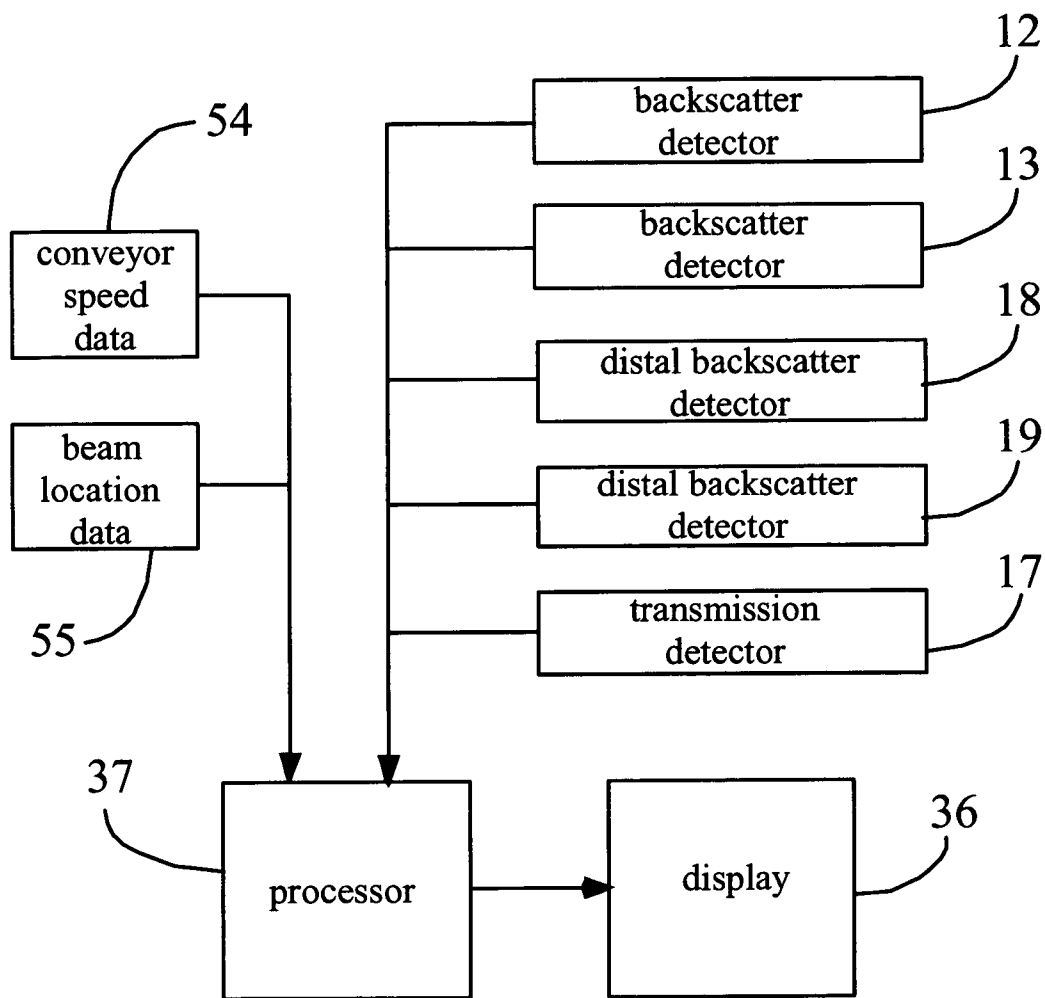 12
backscatter
detector
54
13
conveyor
speed
data
backscatter
detector
18
distal backscatter
detector
beam
location
data
19
distal backscatter
detector
55
17
transmission
detector
37
processor
display
36